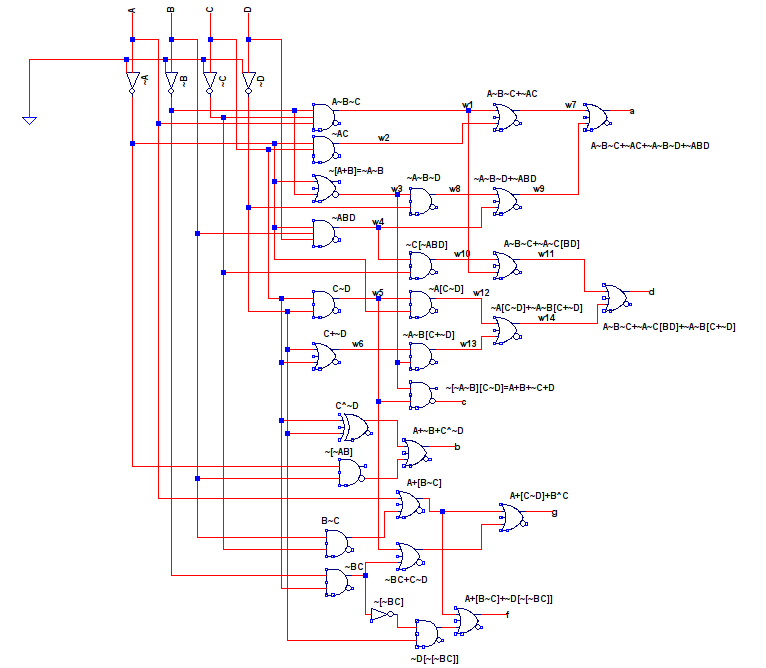 A B C D
~A ~B ~C ~D
A~B~C
w1
A~B~C+~AC
w7
a
~AC
w2
A~B~C+~AC+~A~B~D+~ABD
~[A+B]=~A~B
w3
~A~B~D
w8
~A~B~D+~ABD
w9
~ABD
w4
~C[~ABD]
w10
A~B~C+~A~C[BD]
w11
C~D
w5
~A[C~D]
w12
d
~A[C~D]+~A~B[C+~D]
w14
A~B~C+~A~C[BD]+~A~B[C+~D]
C+~D
w6
~A~B[C+~D]
w13
~[~A~B][C~D]=A+B+~C+D
c
C^~D
A+~B+C^~D
b
~[~AB]
A+[B~C]
A+[C~D]+B^C
g
B~C
~BC
~BC+C~D
~[~BC]
A+[B~C]+~D[~[~BC]]
f
~D[~[~BC]]